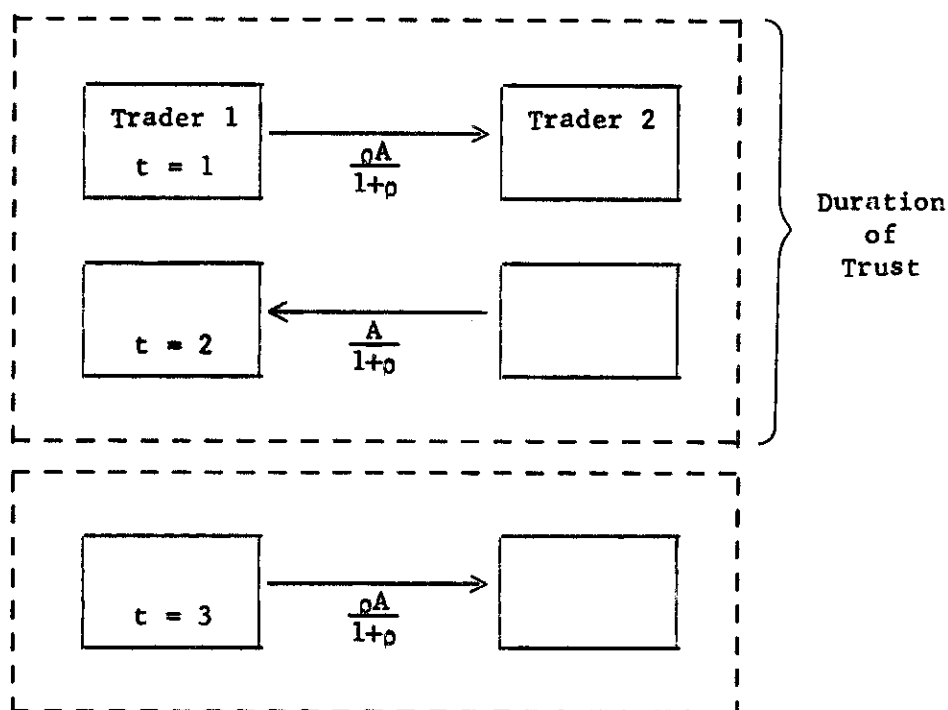 Trader 1
t = 1
ρA
1+ρ
Trader 2
Duration
of
Trust
t = 2
A
1+ρ
t = 3
ρA
1+ρ